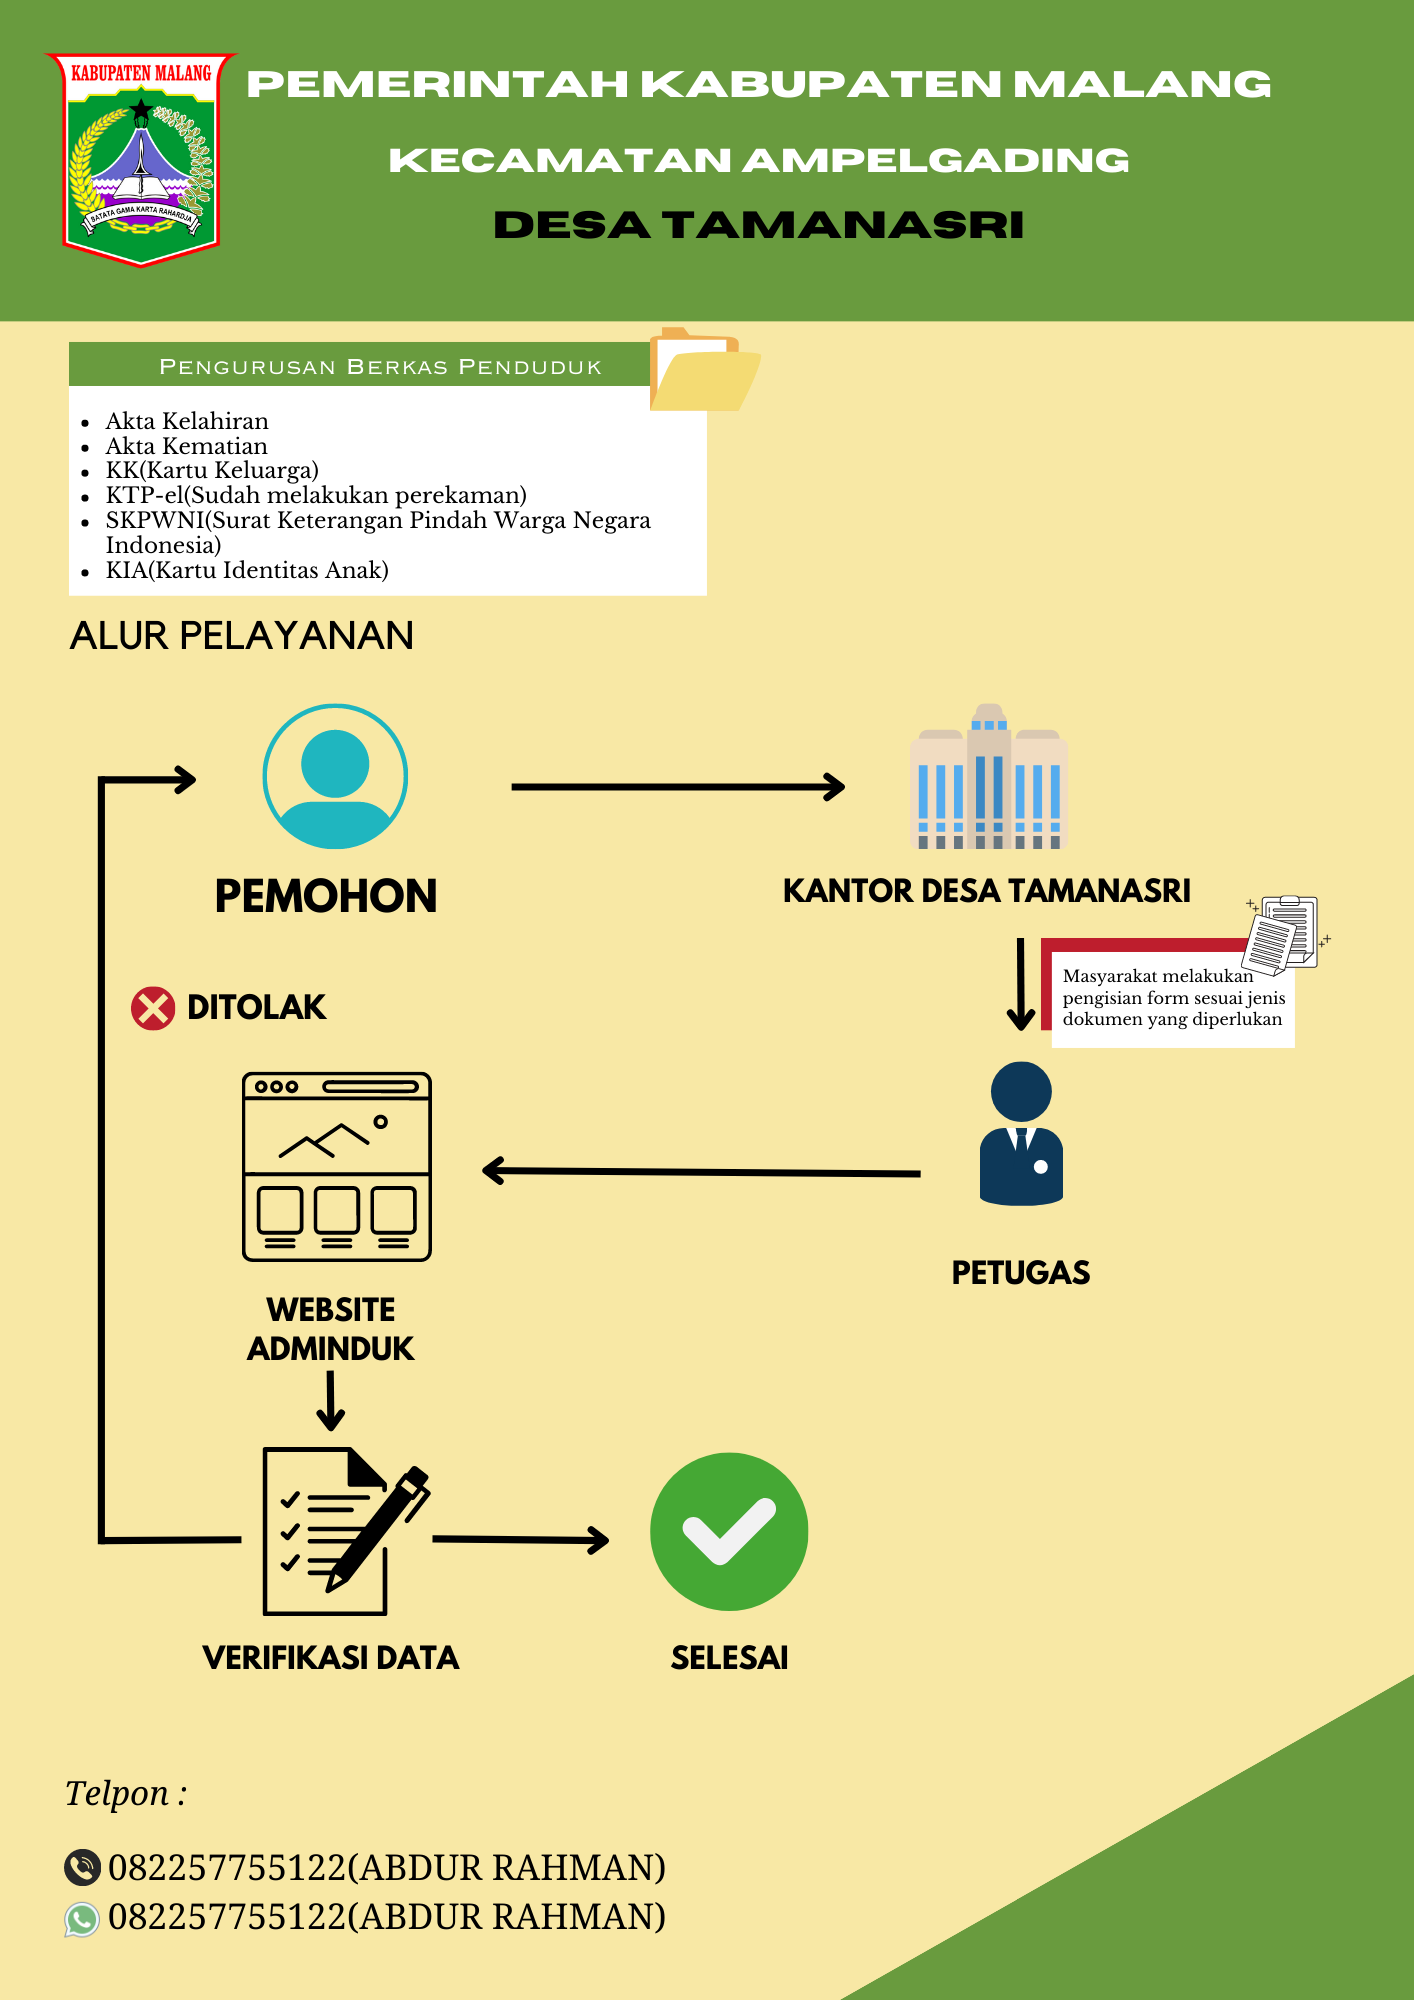 KABUPATEN MALANG
SATATA GAMA KARTA RAHARDJA
PEMERINTAH KABUPATEN MALANG
KECAMATAN AMPELGADING
DESA TAMANASRI
Pengurusan Berkas Penduduk
• Akta Kelahiran
• Akta Kematian
• KK(Kartu Keluarga)
• KTP-el(Sudah melakukan perekaman)
• SKPWNI(Surat Keterangan Pindah Warga Negara
Indonesia)
• KIA(Kartu Identitas Anak)
ALUR PELAYANAN
PEMOHON
KANTOR DESA TAMANASRI
Masyarakat melakukan
pengisian form sesuai jenis
dokumen yang diperlukan
DITOLAK
PETUGAS
WEBSITE
ADMINDUK
VERIFIKASI DATA
SELESAI
Telpon :
082257755122(ABDUR RAHMAN)
082257755122(ABDUR RAHMAN)